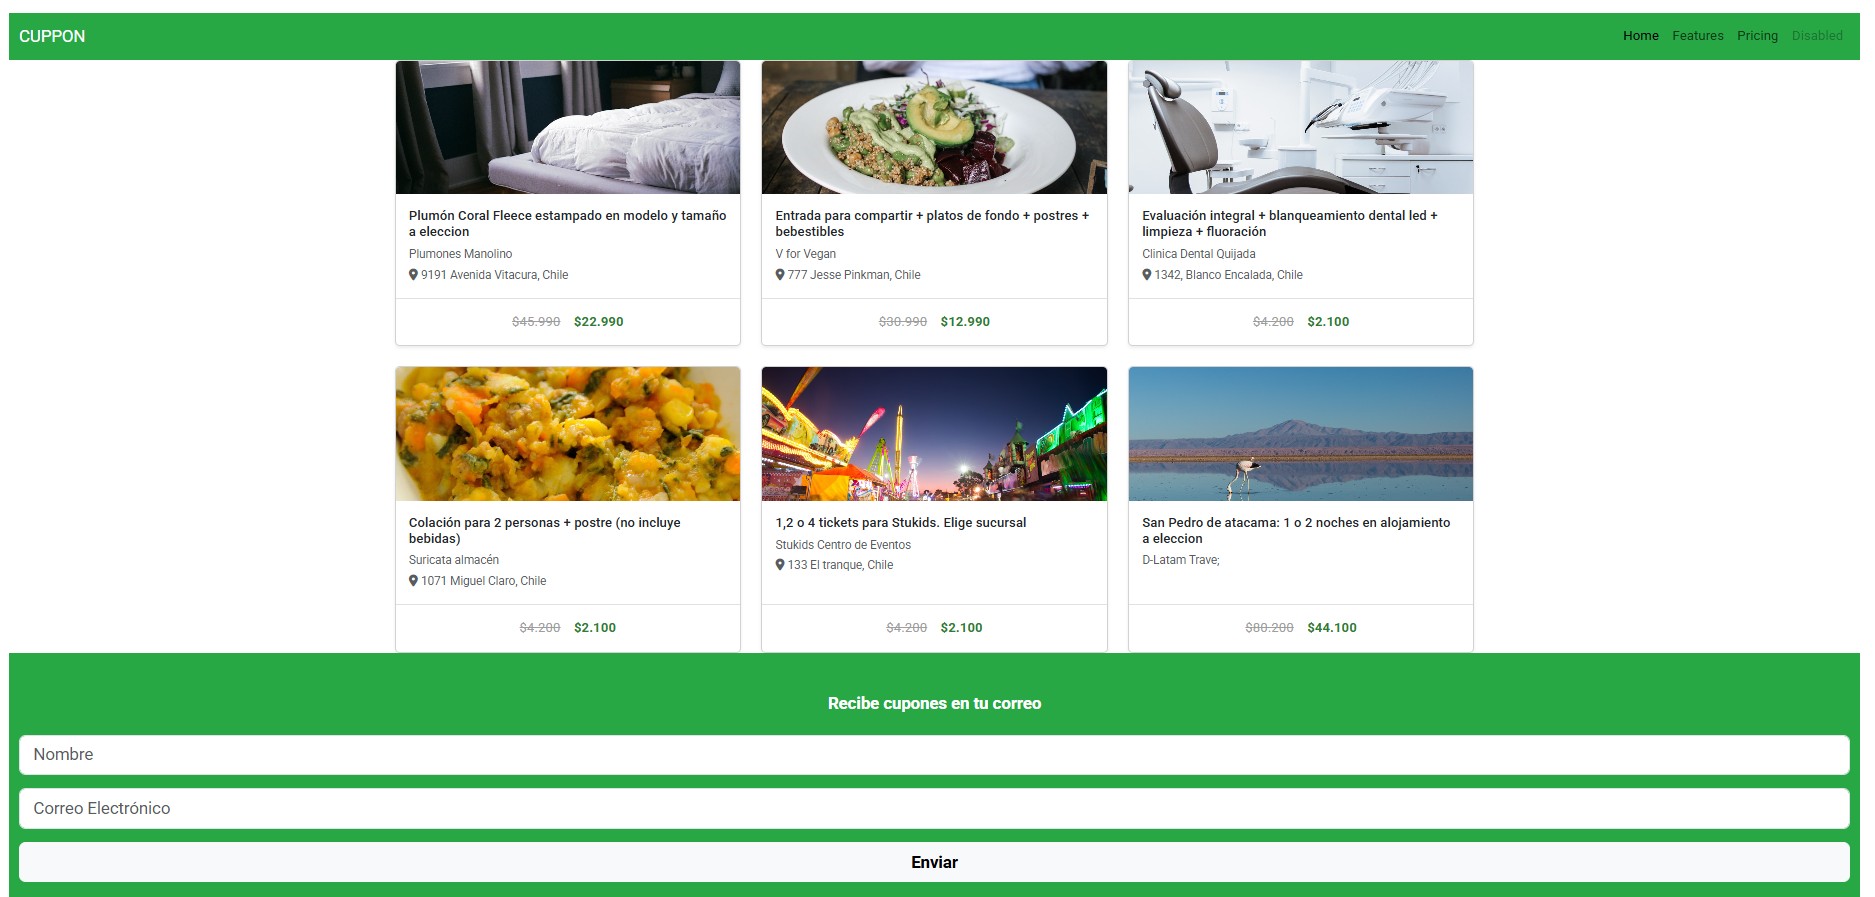 CUPPON
Home Features Pricing Disabled
Plumón Coral Fleece estampado en modelo y tamaño
a eleccion
Plumones Manolino
9191 Avenida Vitacura, Chile
$45.990 $22.990
Entrada para compartir + platos de fondo + postres +
bebestibles
V for Vegan
777 Jesse Pinkman, Chile
$30.990 $12.990
Evaluación integral + blanqueamiento dental led +
limpieza + fluoración
Clinica Dental Quijada
1342, Blanco Encalada, Chile
$4.200 $2.100
Colación para 2 personas + postre (no incluye
bebidas)
Suricata almacén
1071 Miguel Claro, Chile
$4.200 $2.100
1,2 o 4 tickets para Stukids. Elige sucursal
Stukids Centro de Eventos
133 El tranque, Chile
$4.200 $2.100
San Pedro de atacama: 1 o 2 noches en alojamiento
a eleccion
D-Latam Trave;
$80.200 $44.100
Recibe cupones en tu correo
Nombre
Correo Electrónico
Enviar